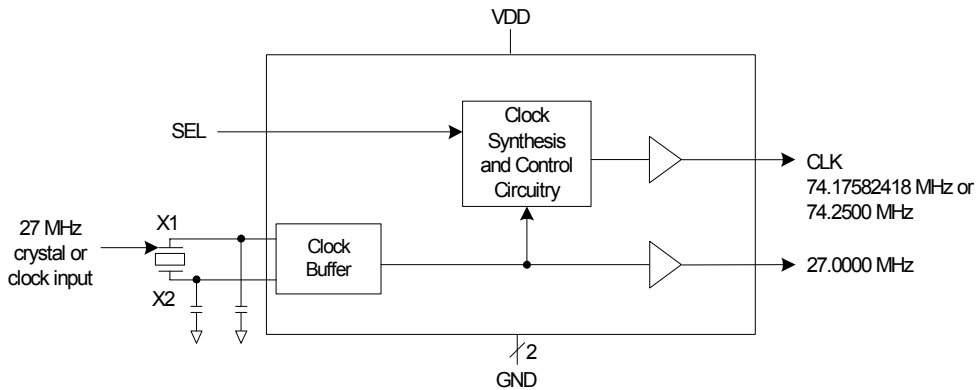 VDD
SEL
Clock
Synthesis
and Control
Circuitry
CLK
74.17582418 MHz or
74.2500 MHz
27 MHz
crystal or
clock input
X1
X2
Clock
Buffer
27.0000 MHz
2
GND